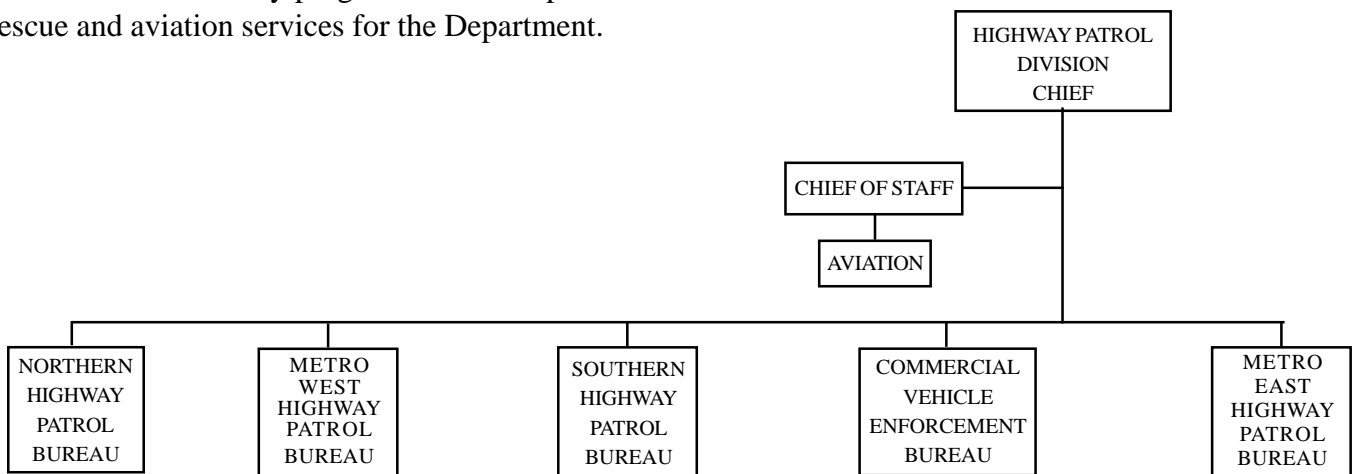 escue and aviation services for the Department.
HIGHWAY PATROL
DIVISION
CHIEF
CHIEF OF STAFF
AVIATION
NORTHERN
HIGHWAY
PATROL
BUREAU
METRO
WEST
HIGHWAY
PATROL
BUREAU
SOUTHERN
HIGHWAY
PATROL
BUREAU
COMMERCIAL
VEHICLE
ENFORCEMENT
BUREAU
METRO
EAST
HIGHWAY
PATROL
BUREAU